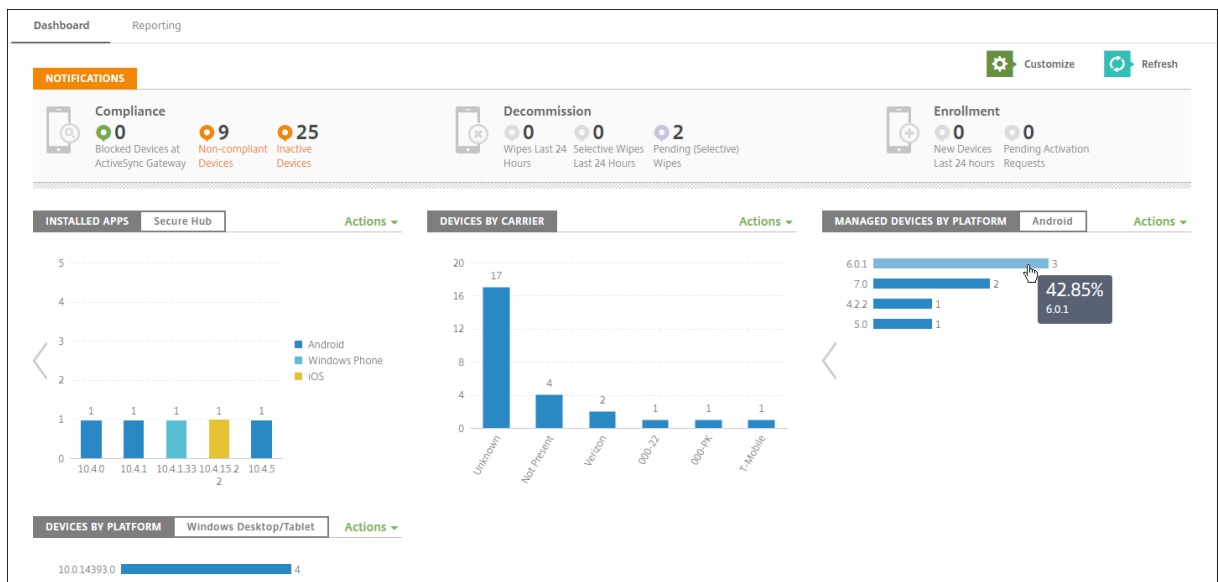 Dashboard Reporting
Customize Refresh
NOTIFICATIONS
Compliance
0 9 25
Blocked Devices at Non-compliant Inactive
ActiveSync Gateway Devices Devices
Decommission
0 0 2
Wipes Last 24 Selective Wipes Pending (Selective)
Hours Last 24 Hours Wipes
Enrollment
0 0
New Devices Pending Activation
Last 24 hours Requests
INSTALLED APPS Secure Hub Actions
5
4
3
2
1
0
1 1 1 1 1
10.4.0 10.4.1 10.4.1.33 10.4.15.2 10.4.5
2
Android
Windows Phone
iOS
DEVICES BY CARRIER Actions
20
16
12
8
4
0
17 4 2 1 1 1
Unknown Not Present Verizon 000-22 000-PK T-Mobile
MANAGED DEVICES BY PLATFORM Android Actions
6.0.1 3
7.0 2
4.2.2 1
5.0 1
42.85%
6.0.1
DEVICES BY PLATFORM Windows Desktop/Tablet Actions
10.0.14393.0 4